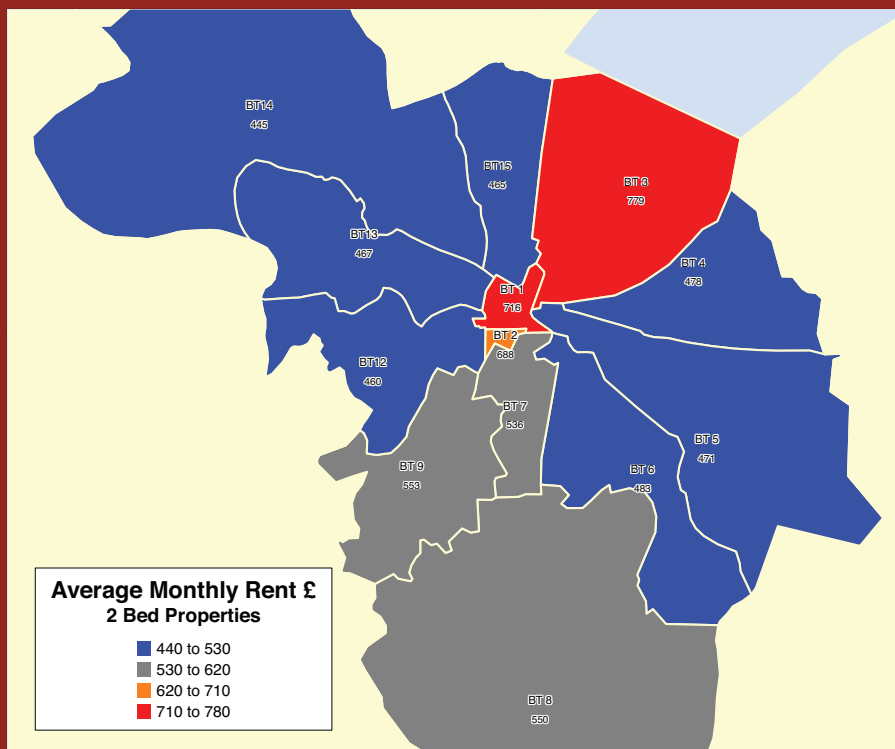 BT14
445
BT15
465
BT 3
779
BT13
467
BT 4
478
BT 1
716
BT 2
688
BT12
460
BT 7
536
BT 5
471
BT 9
553
BT 6
483
BT 8
550
Average Monthly Rent £
2 Bed Properties
440 to 530
530 to 620
620 to 710
710 to 780